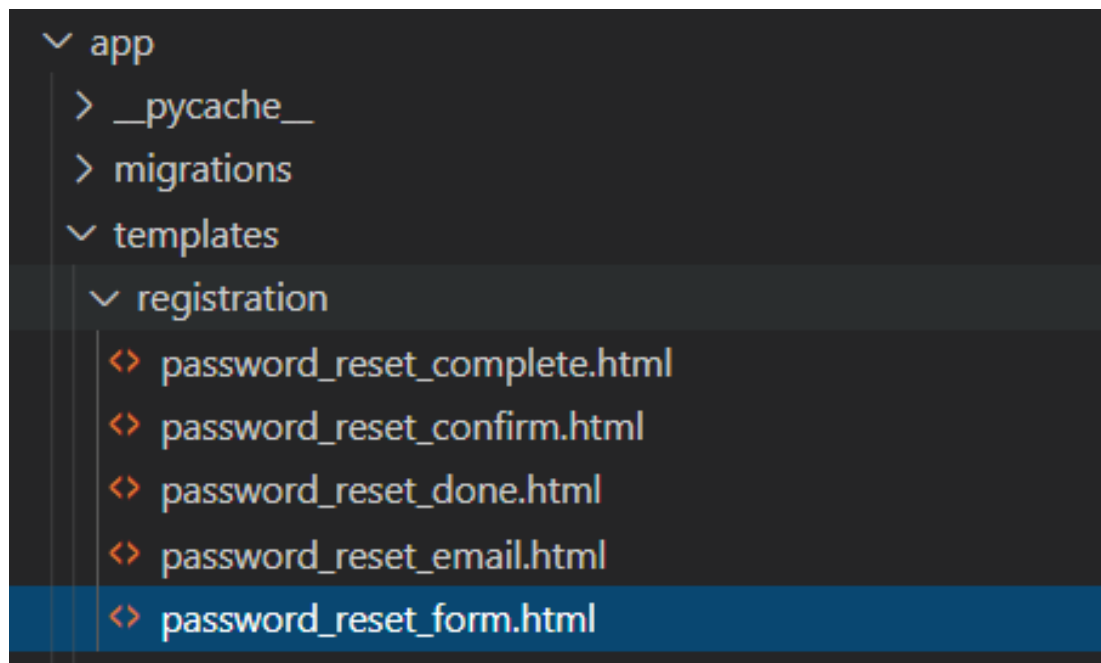 app
__pycache__
migrations
templates
registration
password_reset_complete.html
password_reset_confirm.html
password_reset_done.html
password_reset_email.html
password_reset_form.html